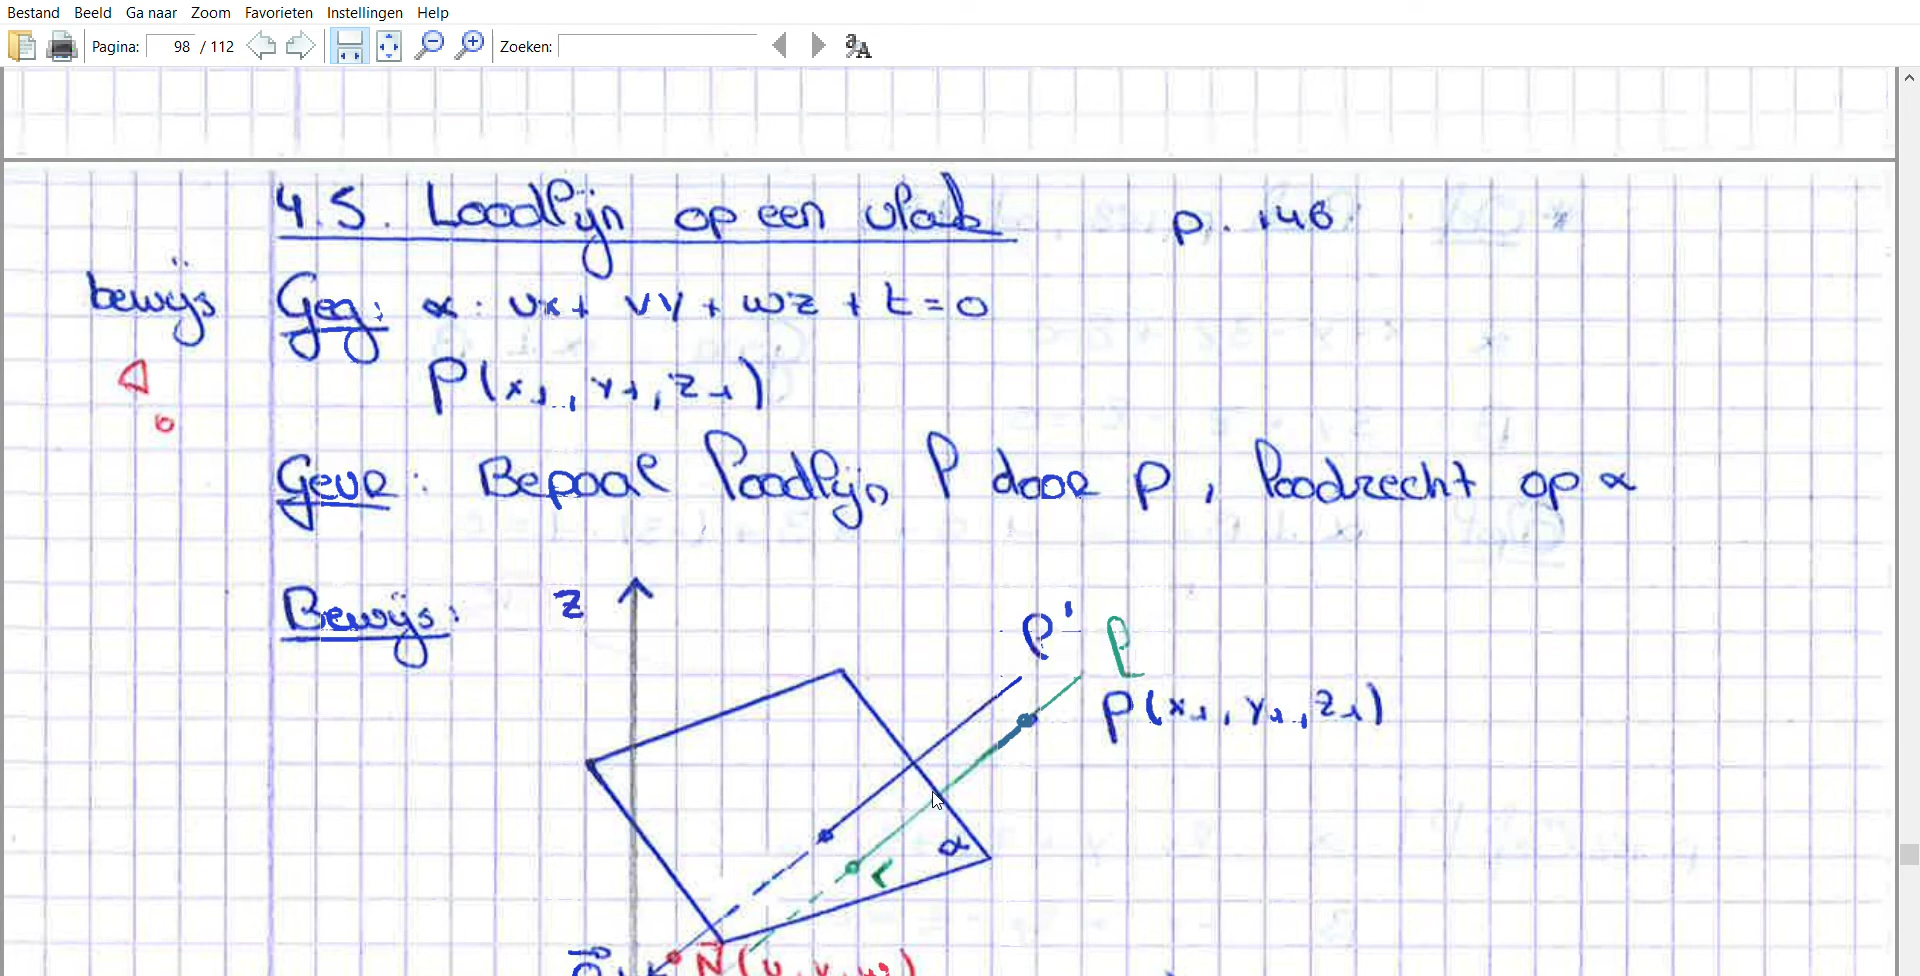 Bestand Beeld Ga naar Zoom Favorieten Instellingen Help
Pagina: 98 / 112 Zoeken:
4.5. Loodlijn op een vlak p. 146
bewijs Geg: α: ux + vy + wz + t = 0
P(x₁, y₁, z₁)
Gevr: Bepaal loodlijn l door P, loodrecht op α
Bewijs: z
l' l
P(x₁, y₁, z₁)
α
N(u, v, w)